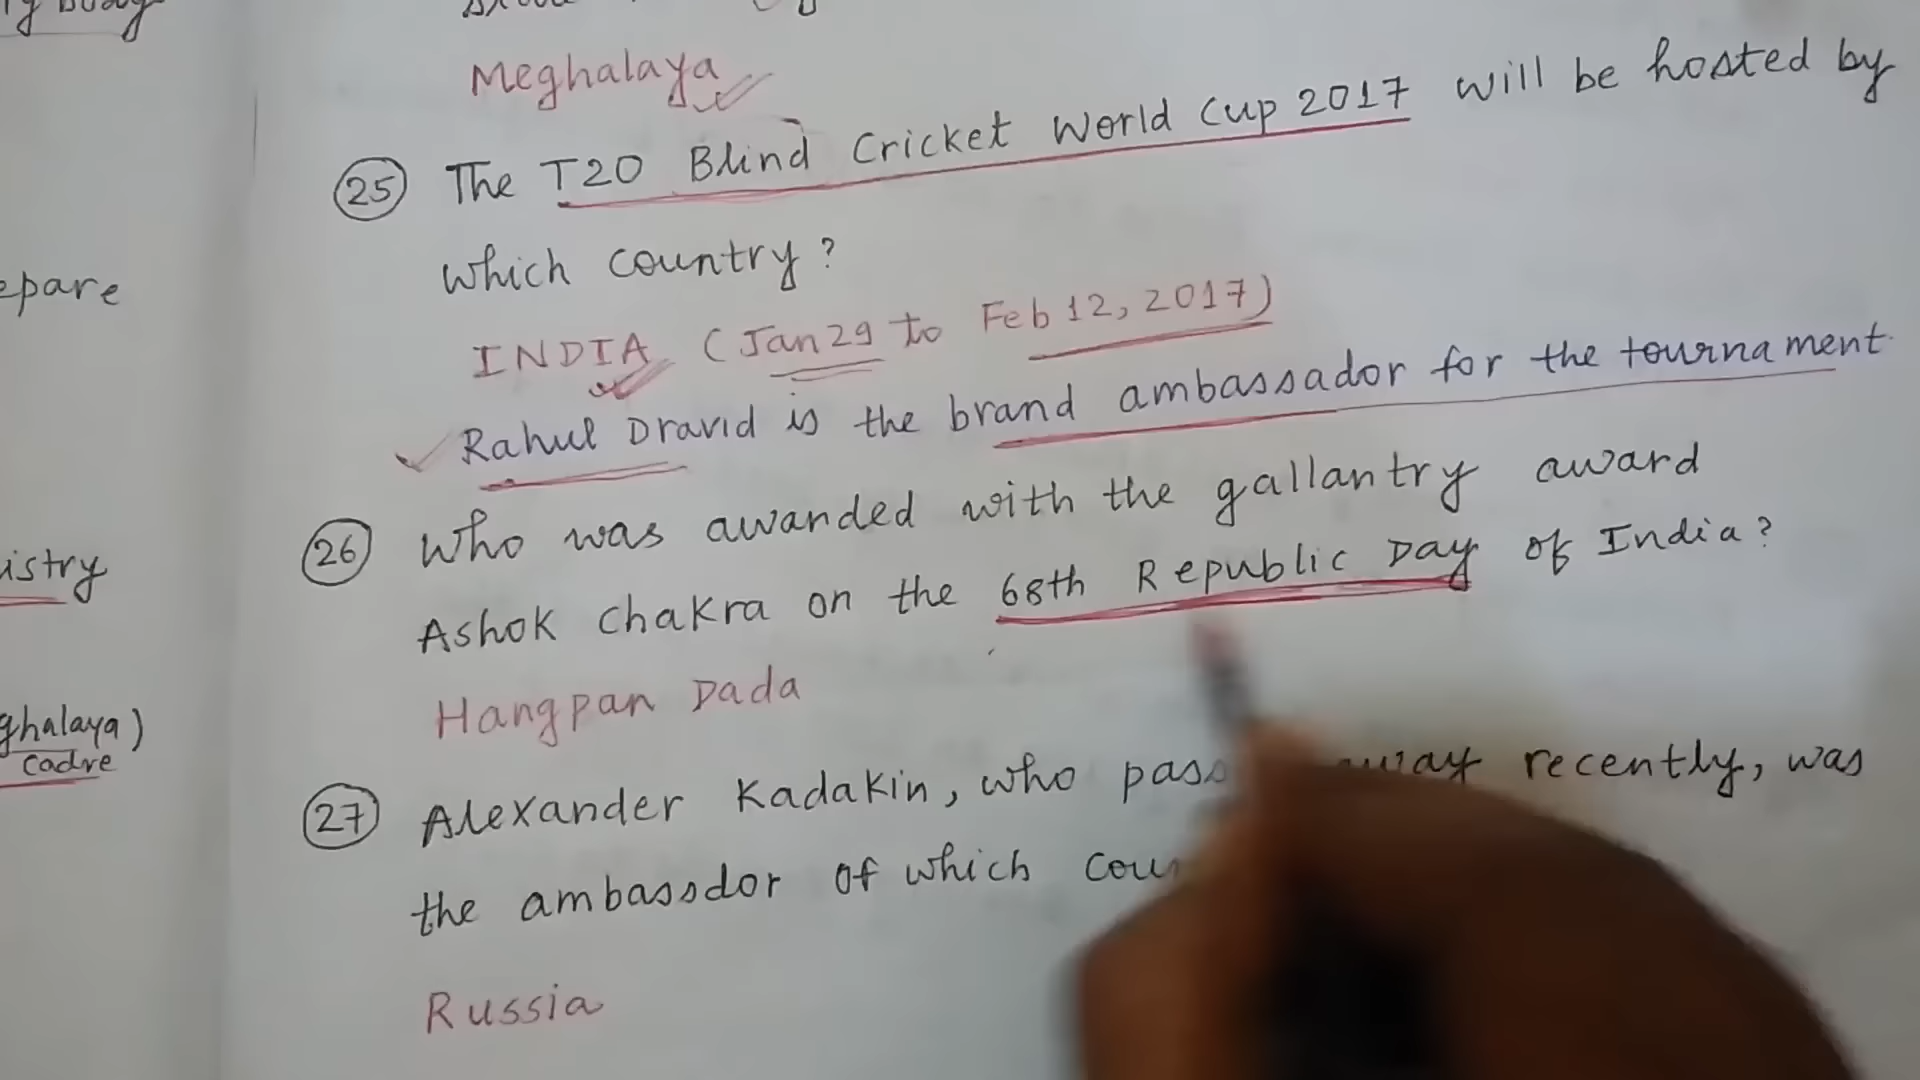 Meghalaya
25 The T20 Blind Cricket World Cup 2017 will be hosted by
which country?
INDIA (Jan 29 to Feb 12, 2017)
Rahul Dravid is the brand ambassador for the tournament.
26 Who was awarded with the gallantry award
Ashok Chakra on the 68th Republic Day of India?
Hangpan Dada
27 Alexander Kadakin, who away recently, was
the ambassdor of which
Russia
epare
istry
ghalaya)
cadre